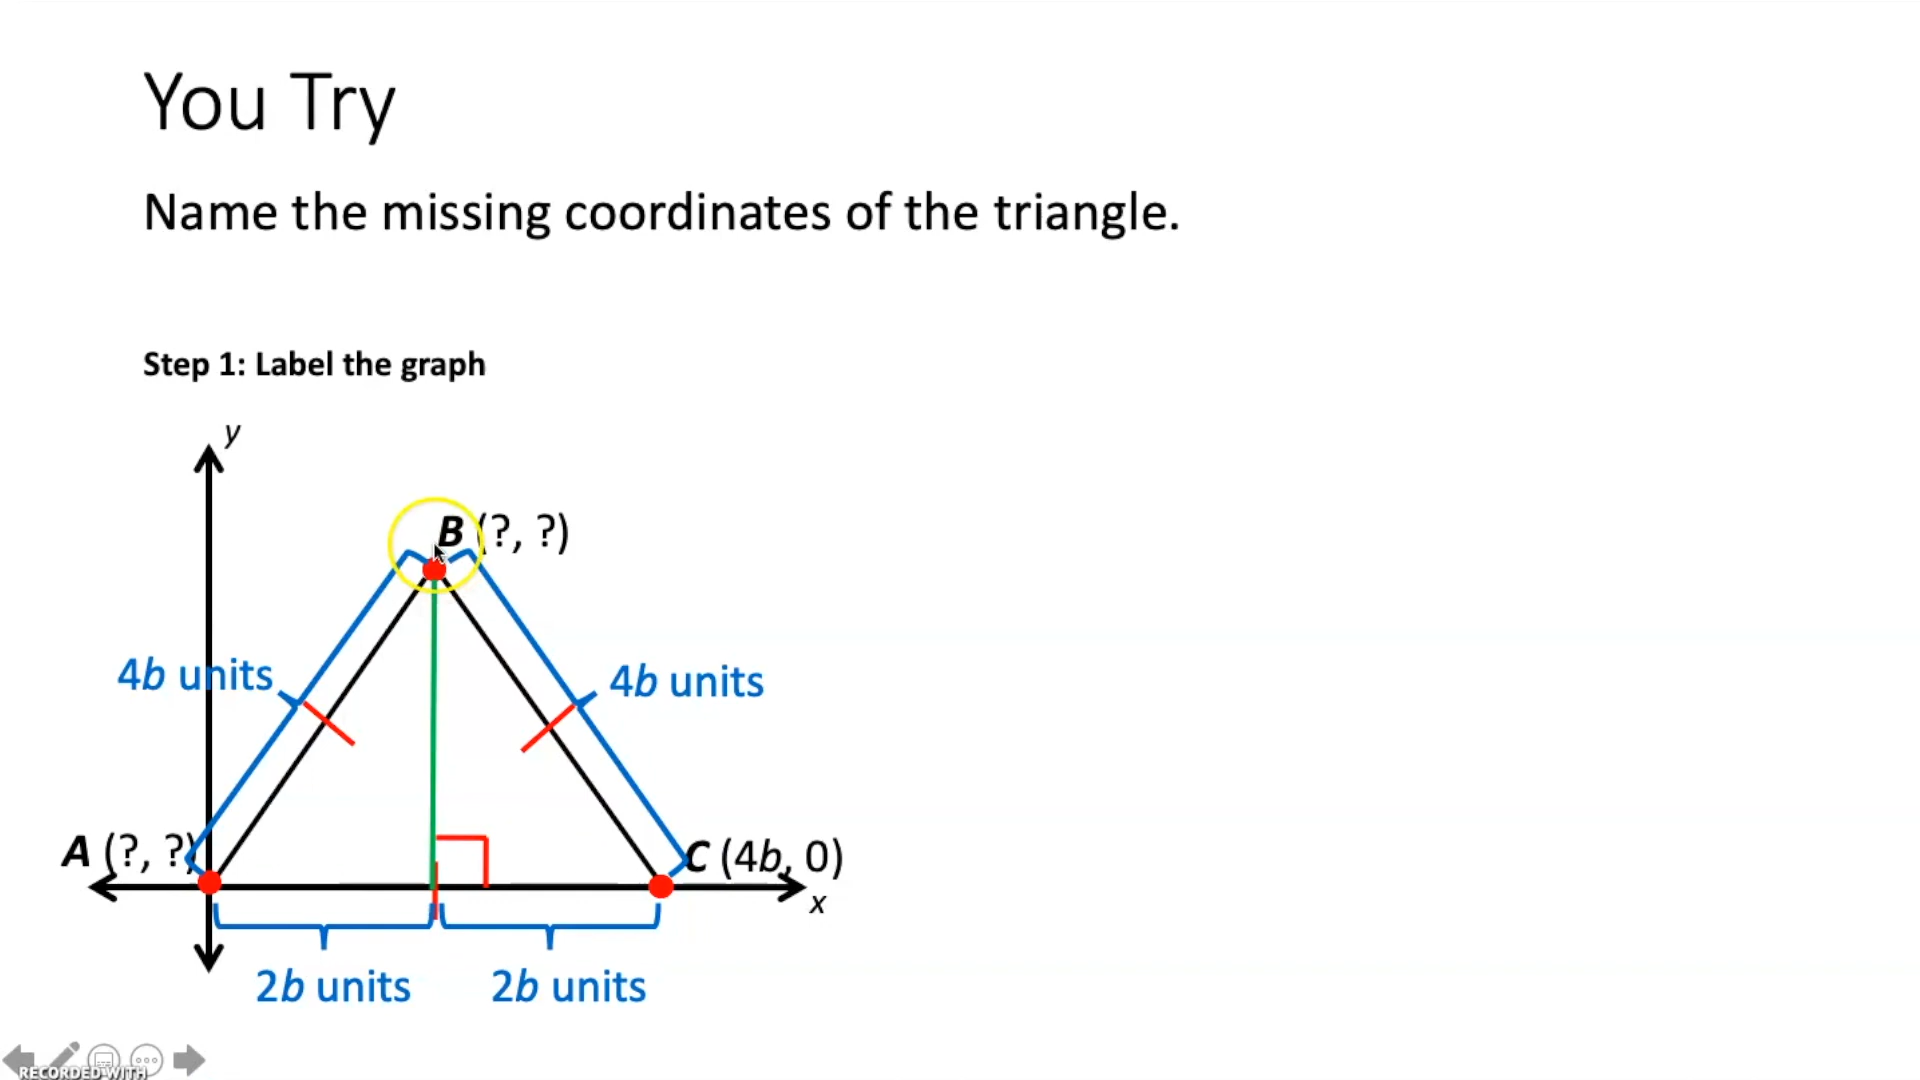 You Try
Name the missing coordinates of the triangle.
Step 1: Label the graph
y
B (?, ?)
4b units
4b units
A (?, ?)
C (4b, 0)
x
2b units
2b units
RECORDED WITH